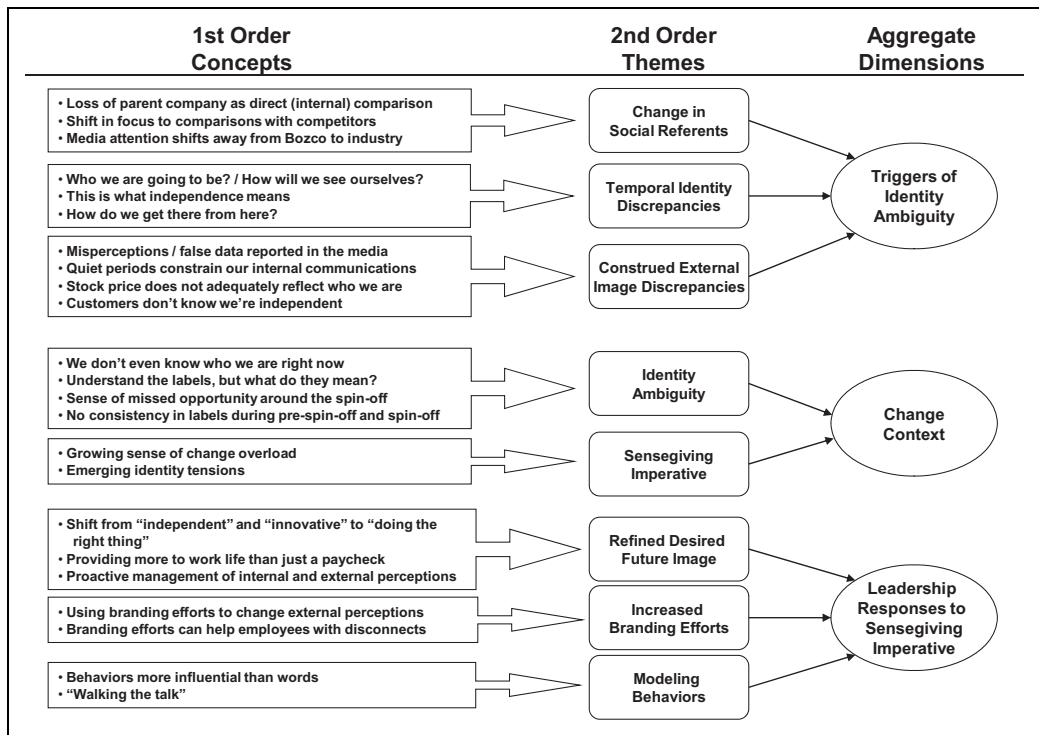 1st Order
Concepts
2nd Order
Themes
Aggregate
Dimensions
• Loss of parent company as direct (internal) comparison
• Shift in focus to comparisons with competitors
• Media attention shifts away from Bozco to industry
Change in
Social Referents
• Who we are going to be? / How will we see ourselves?
• This is what independence means
• How do we get there from here?
Temporal Identity
Discrepancies
Triggers of
Identity
Ambiguity
• Misperceptions / false data reported in the media
• Quiet periods constrain our internal communications
• Stock price does not adequately reflect who we are
• Customers don’t know we’re independent
Construed External
Image Discrepancies
• We don’t even know who we are right now
• Understand the labels, but what do they mean?
• Sense of missed opportunity around the spin-off
• No consistency in labels during pre-spin-off and spin-off
Identity
Ambiguity
Change
Context
• Growing sense of change overload
• Emerging identity tensions
Sensegiving
Imperative
• Shift from “independent” and “innovative” to “doing the
right thing”
• Providing more to work life than just a paycheck
• Proactive management of internal and external perceptions
Refined Desired
Future Image
• Using branding efforts to change external perceptions
• Branding efforts can help employees with disconnects
Increased
Branding Efforts
Leadership
Responses to
Sensegiving
Imperative
• Behaviors more influential than words
• “Walking the talk”
Modeling
Behaviors